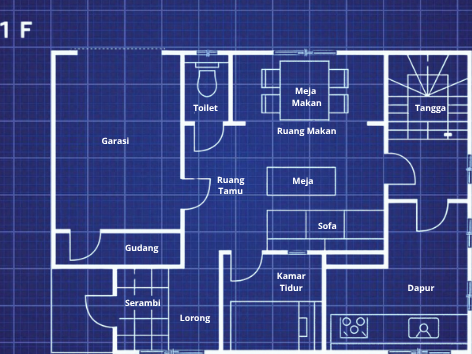 1 F
Toilet
Meja
Makan
Tangga
Ruang Makan
Garasi
Ruang
Tamu
Meja
Sofa
Gudang
Kamar
Tidur
Dapur
Serambi
Lorong